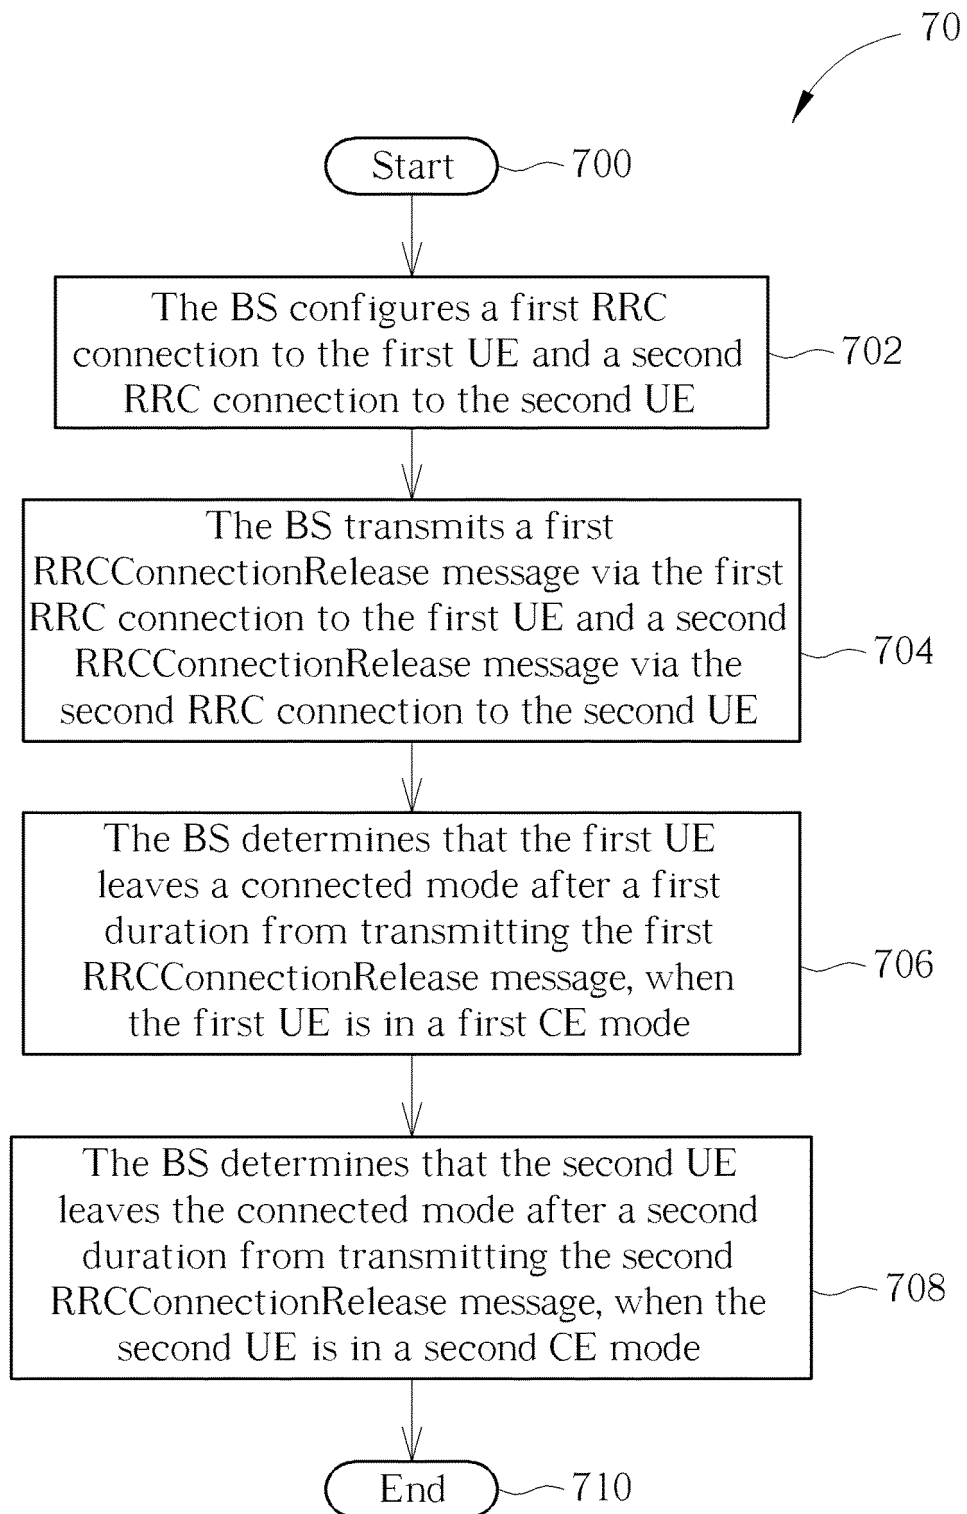 70
Start
700
The BS configures a first RRC
connection to the first UE and a second
RRC connection to the second UE
702
The BS transmits a first
RRCConnectionRelease message via the first
RRC connection to the first UE and a second
RRCConnectionRelease message via the
second RRC connection to the second UE
704
The BS determines that the first UE
leaves a connected mode after a first
duration from transmitting the first
RRCConnectionRelease message, when
the first UE is in a first CE mode
706
The BS determines that the second UE
leaves the connected mode after a second
duration from transmitting the second
RRCConnectionRelease message, when the
second UE is in a second CE mode
708
End
710